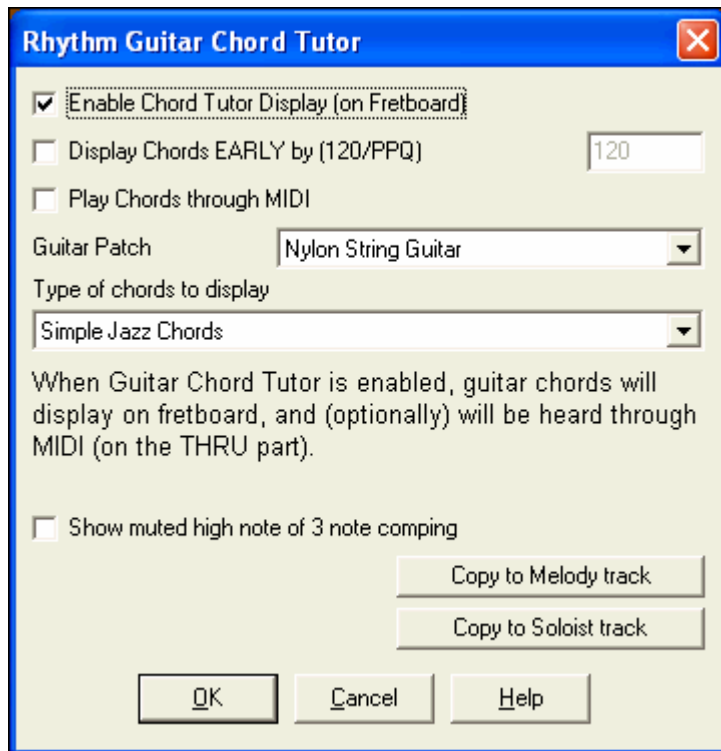 Rhythm Guitar Chord Tutor
Enable Chord Tutor Display (on Fretboard)
Display Chords EARLY by (120/PPQ) 120
Play Chords through MIDI
Guitar Patch Nylon String Guitar
Type of chords to display
Simple Jazz Chords
When Guitar Chord Tutor is enabled, guitar chords will
display on fretboard, and (optionally) will be heard through
MIDI (on the THRU part).
Show muted high note of 3 note comping
Copy to Melody track
Copy to Soloist track
OK Cancel Help